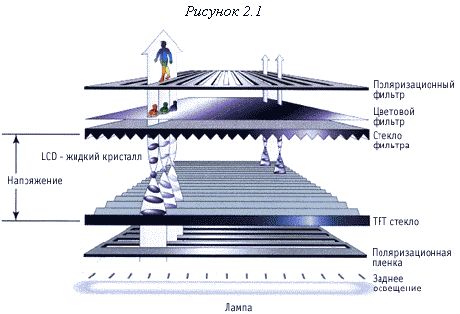 Рисунок 2.1
Поляризационный
фильтр
Цветовой
фильтр
Стекло
фильтра
LCD - жидкий кристалл
Напряжение
TFT стекло
Поляризационная
пленка
Заднее
освещение
Лампа